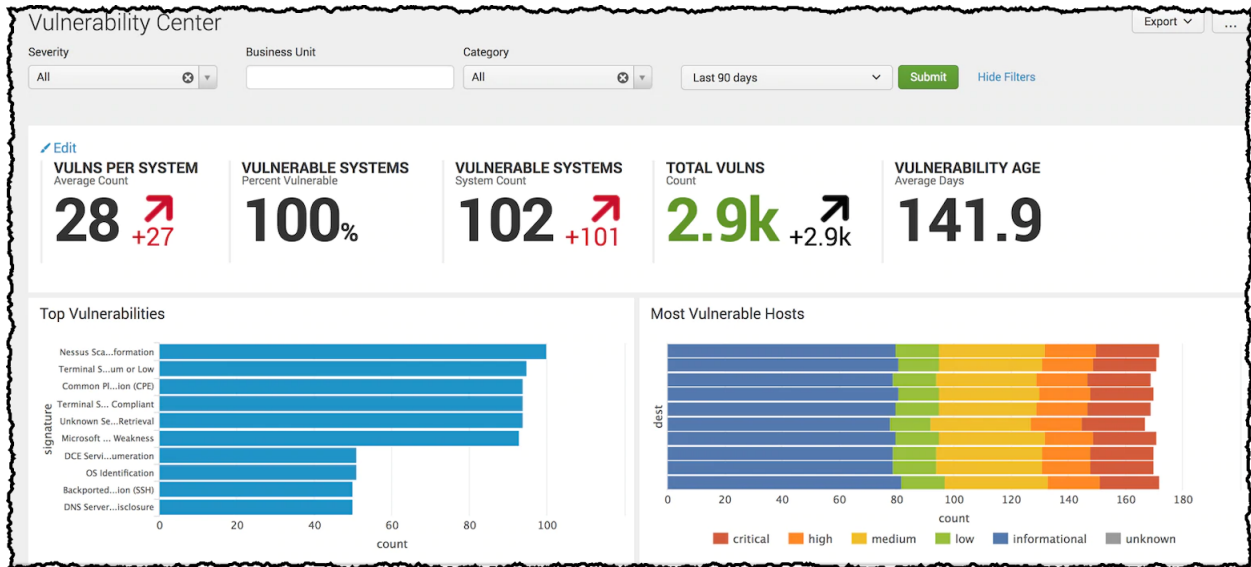 Vulnerability Center
Export
...
Severity
Business Unit
Category
All
All
Last 90 days
Submit
Hide Filters
Edit
VULNS PER SYSTEM
Average Count
28
+27
VULNERABLE SYSTEMS
Percent Vulnerable
100%
VULNERABLE SYSTEMS
System Count
102
+101
TOTAL VULNS
Count
2.9k
+2.9k
VULNERABILITY AGE
Average Days
141.9
Top Vulnerabilities
signature
Nessus Sca...formation
Terminal S...um or Low
Common Pl...ion (CPE)
Terminal S... Compliant
Unknown Se...Retrieval
Microsoft ... Weakness
DCE Servi...umeration
OS Identification
Backported...ion (SSH)
DNS Server...isclosure
0 20 40 60 80 100
count
Most Vulnerable Hosts
dest
0 20 40 60 80 100 120 140 160 180
count
critical high medium low informational unknown